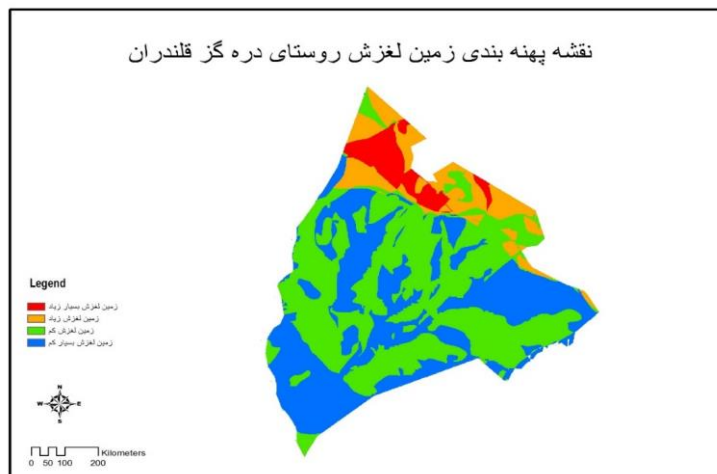 نقشه پهنه بندی زمین لغزش روستای دره گز قلندران
Legend
زمین لغزش بسیار زیاد
زمین لغزش زیاد
زمین لغزش کم
زمین لغزش بسیار کم
N
W E
S
Kilometers
0 50 100 200